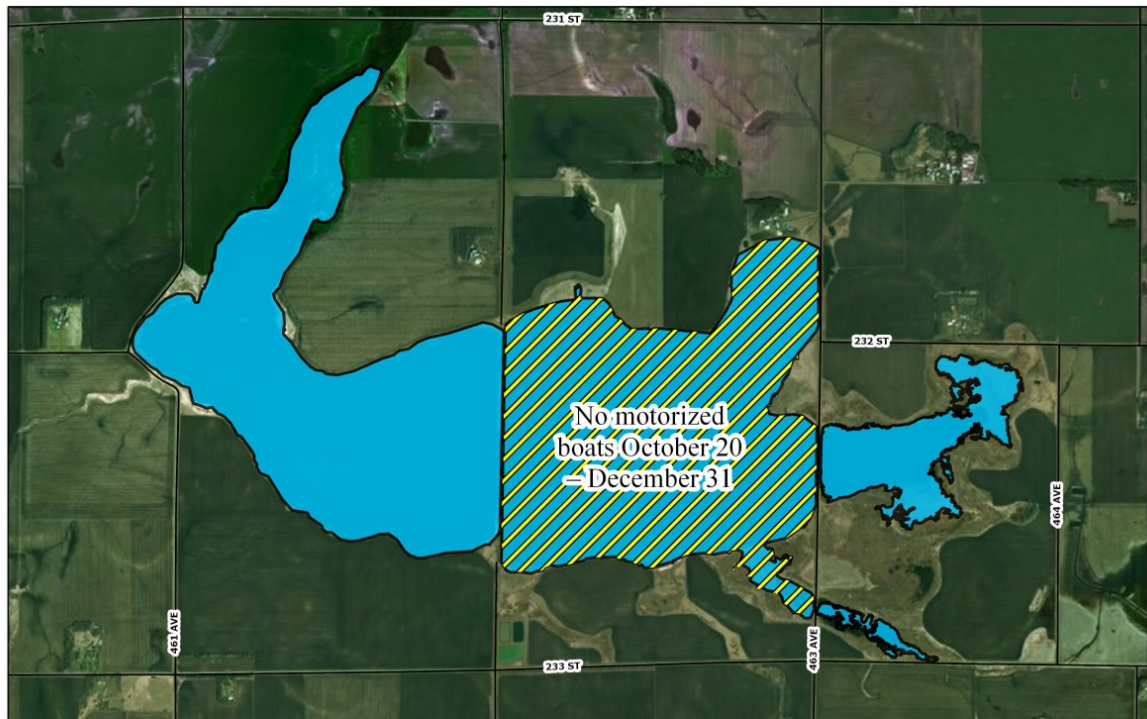 231 ST
232 ST
No motorized
boats October 20
– December 31
464 AVE
461 AVE
463 AVE
233 ST